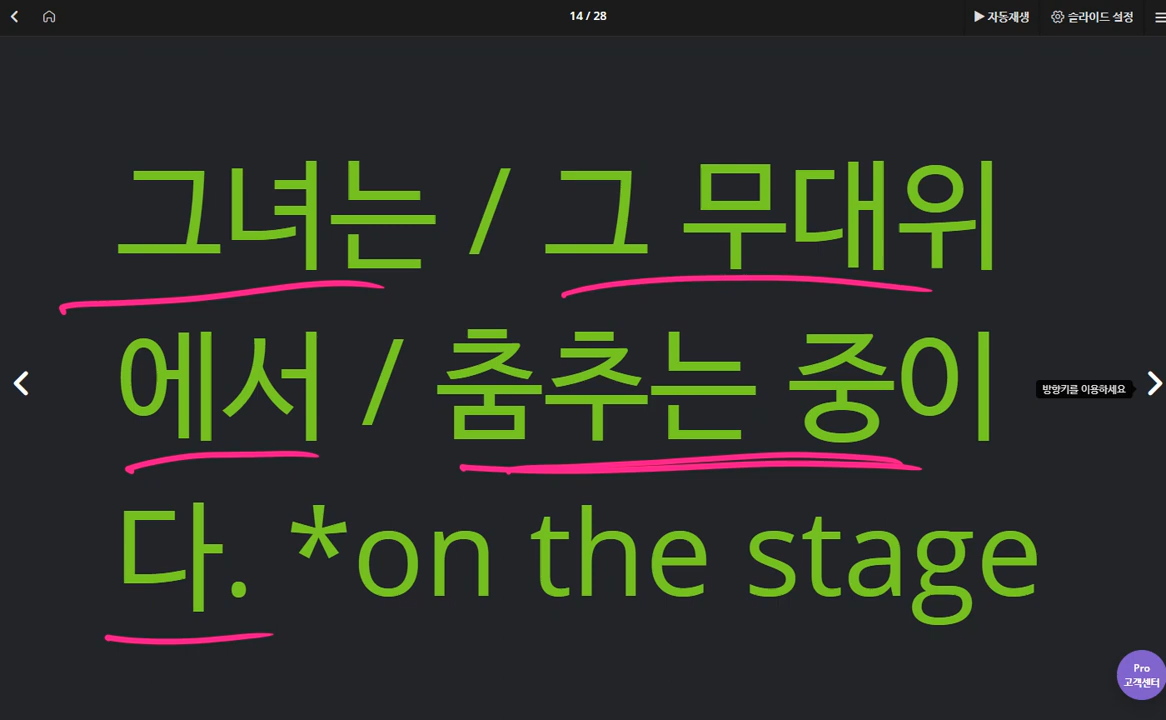 14 / 28
▶ 자동재생
슬라이드 설정
그녀는 / 그 무대위
에서 / 춤추는 중이
방향키를 이용하세요
다. *on the stage
Pro
고객센터